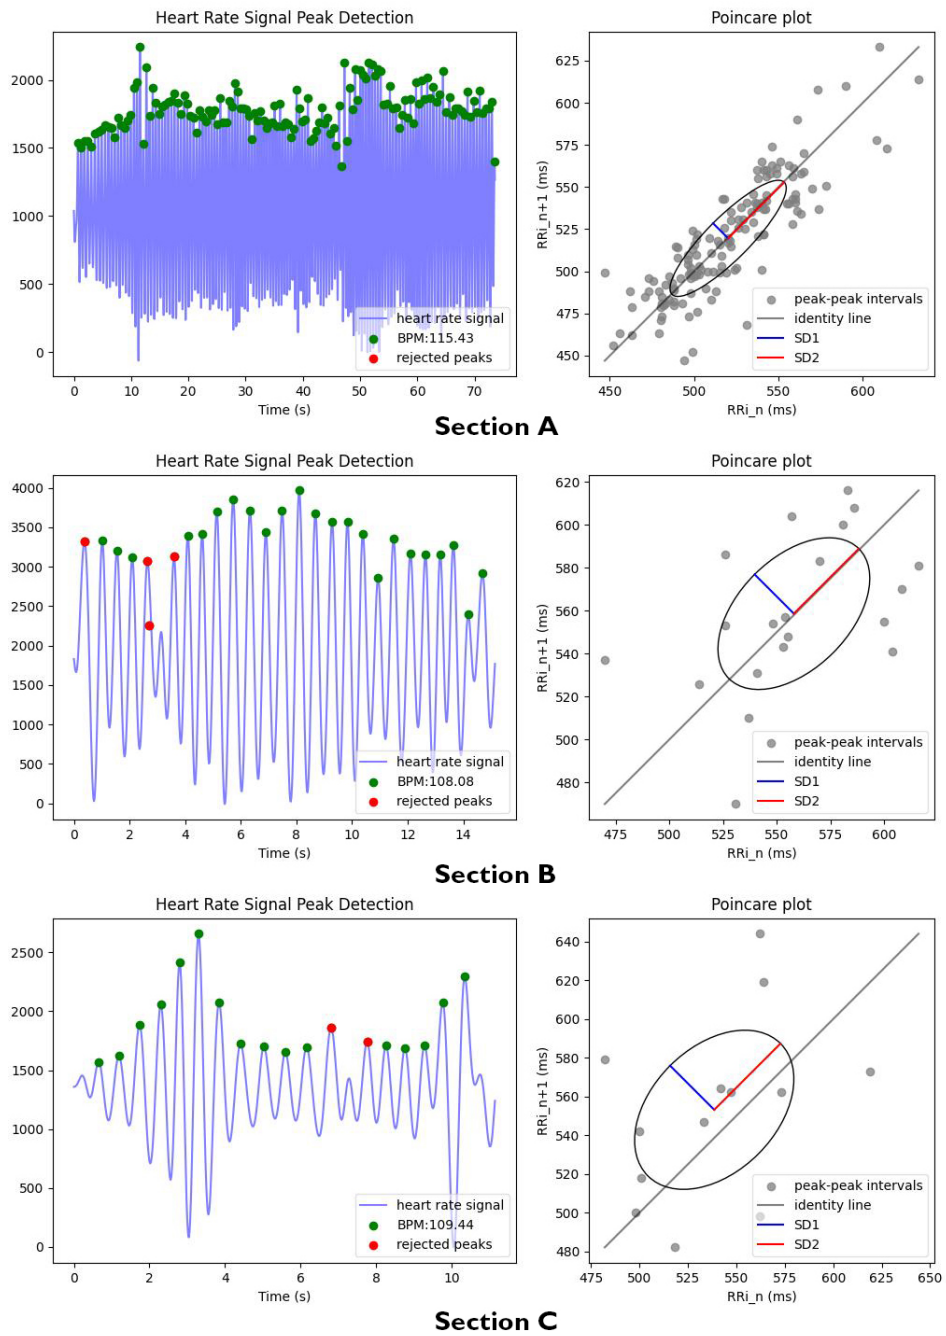 Heart Rate Signal Peak Detection
2000
1500
1000
500
0
0 10 20 30 40 50 60 70
Time (s)
heart rate signal
BPM:115.43
rejected peaks
Poincare plot
RRi_n+1 (ms)
625
600
575
550
525
500
475
450
450 500 550 600
RRi_n (ms)
peak-peak intervals
identity line
SD1
SD2
Section A
Heart Rate Signal Peak Detection
4000
3500
3000
2500
2000
1500
1000
500
0
0 2 4 6 8 10 12 14
Time (s)
heart rate signal
BPM:108.08
rejected peaks
Poincare plot
RRi_n+1 (ms)
620
600
580
560
540
520
500
480
475 500 525 550 575 600
RRi_n (ms)
peak-peak intervals
identity line
SD1
SD2
Section B
Heart Rate Signal Peak Detection
2500
2000
1500
1000
500
0
0 2 4 6 8 10
Time (s)
heart rate signal
BPM:109.44
rejected peaks
Poincare plot
RRi_n+1 (ms)
640
620
600
580
560
540
520
500
480
475 500 525 550 575 600 625 650
RRi_n (ms)
peak-peak intervals
identity line
SD1
SD2
Section C